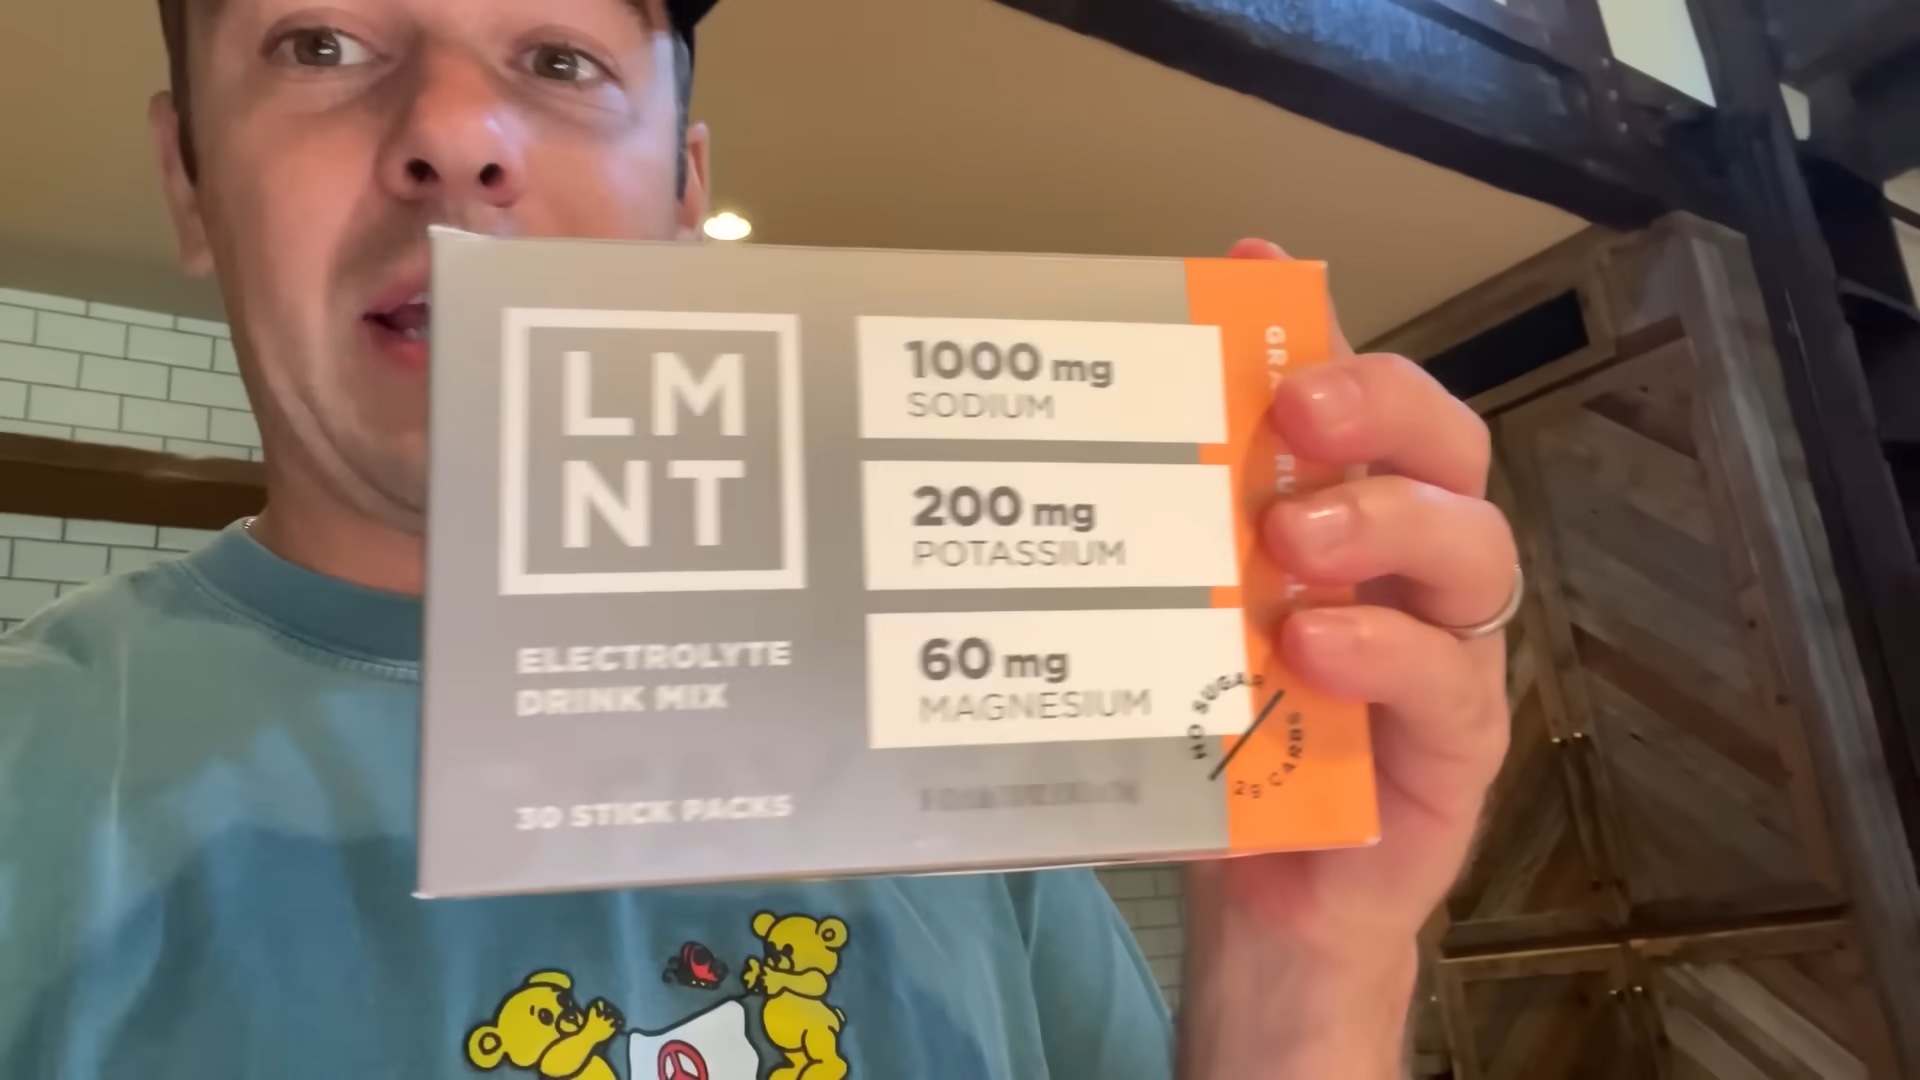 LM
NT
ELECTROLYTE
DRINK MIX
30 STICK PACKS
1000 mg
SODIUM
200 mg
POTASSIUM
60 mg
MAGNESIUM
NO SUGAR
2g CARBS